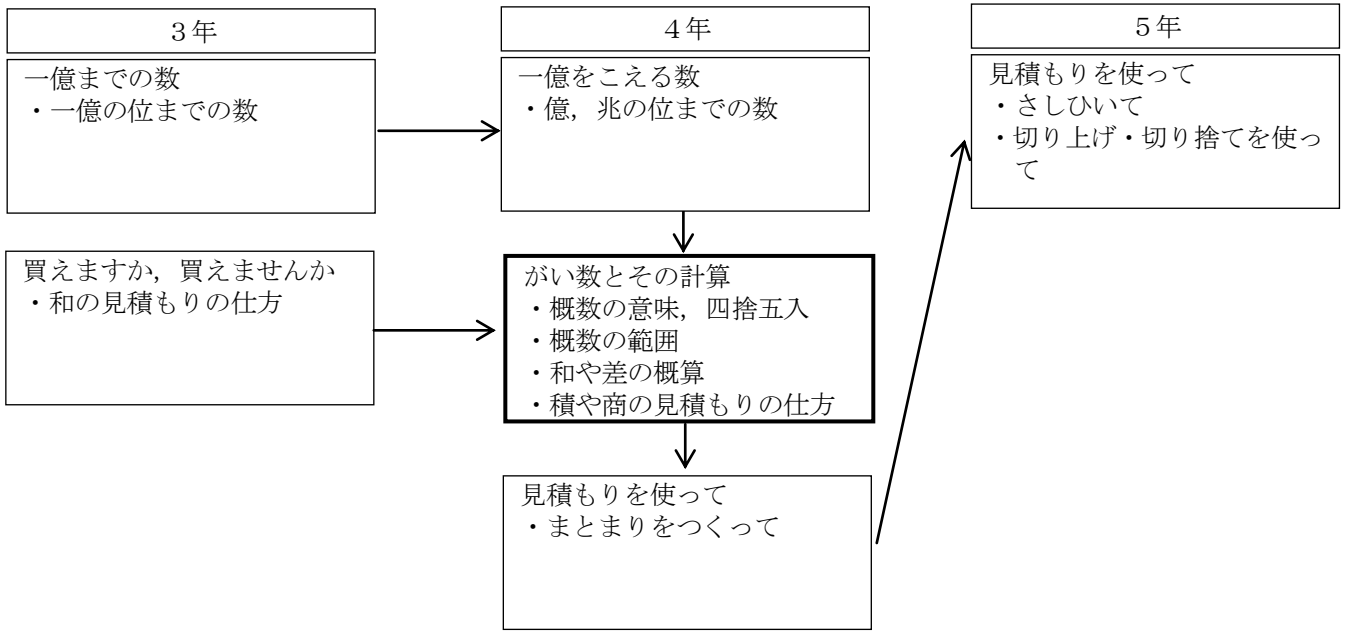 ３年
一億までの数
・一億の位までの数
買えますか，買えませんか
・和の見積もりの仕方
４年
一億をこえる数
・億，兆の位までの数
がい数とその計算
・概数の意味，四捨五入
・概数の範囲
・和や差の概算
・積や商の見積もりの仕方
見積もりを使って
・まとまりをつくって
５年
見積もりを使って
・さしひいて
・切り上げ・切り捨てを使っ
て